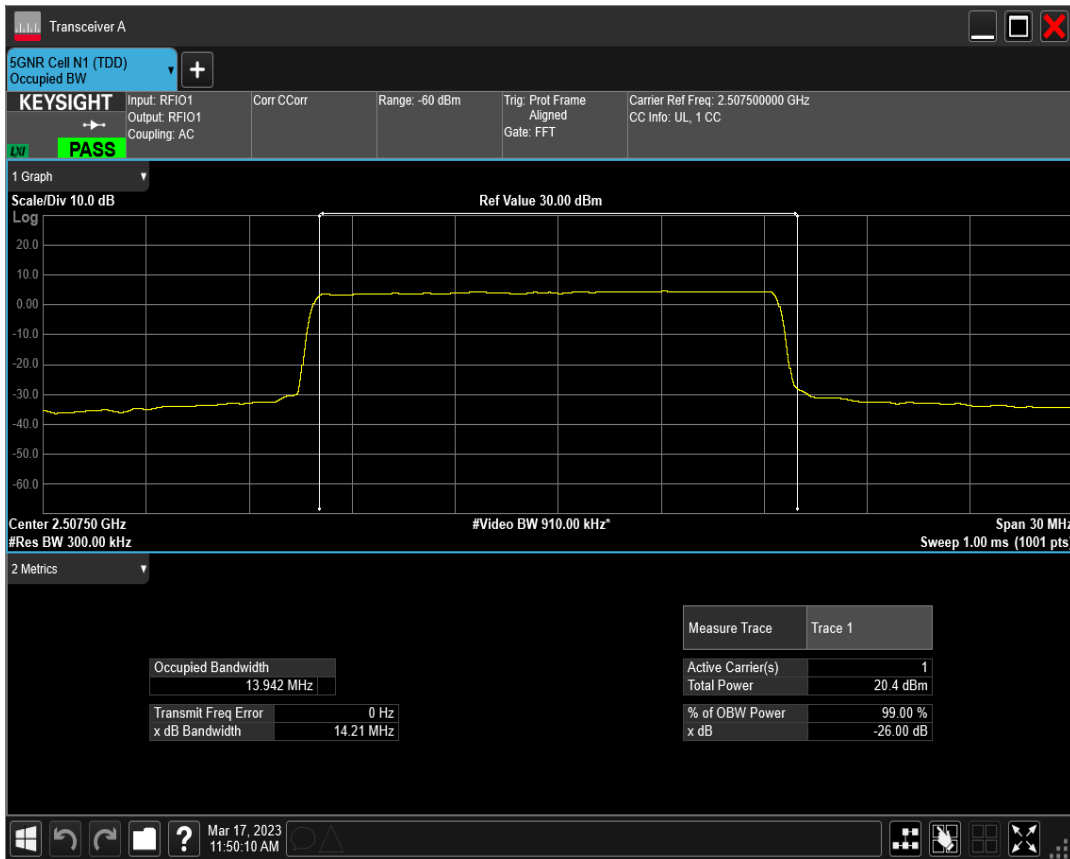 Transceiver A
5GNR Cell N1 (TDD)
Occupied BW
+
KEYSIGHT
LXI
PASS
Input: RFIO1
Output: RFIO1
Coupling: AC
Corr CCorr
Range: -60 dBm
Trig: Prot Frame
Aligned
Gate: FFT
Carrier Ref Freq: 2.507500000 GHz
CC Info: UL, 1 CC
1 Graph
Scale/Div 10.0 dB
Ref Value 30.00 dBm
Log
20.0
10.0
0.00
-10.0
-20.0
-30.0
-40.0
-50.0
-60.0
Center 2.50750 GHz
#Video BW 910.00 kHz*
Span 30 MHz
#Res BW 300.00 kHz
Sweep 1.00 ms (1001 pts)
2 Metrics
Measure Trace Trace 1
Occupied Bandwidth
13.942 MHz
Active Carrier(s) 1
Total Power 20.4 dBm
Transmit Freq Error 0 Hz
x dB Bandwidth 14.21 MHz
% of OBW Power 99.00 %
x dB -26.00 dB
?
Mar 17, 2023
11:50:10 AM